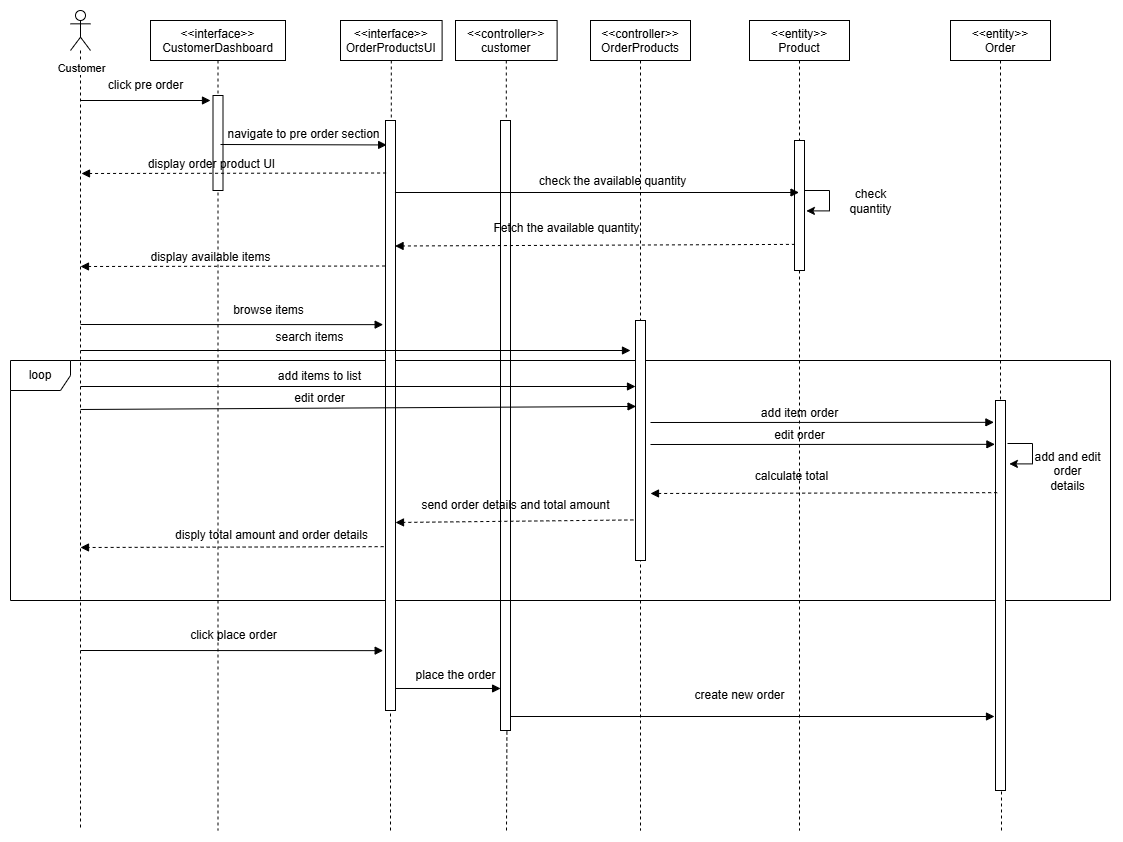 <<interface>>
CustomerDashboard
<<interface>>
OrderProductsUI
<<controller>>
customer
<<controller>>
OrderProducts
<<entity>>
Product
<<entity>>
Order
Customer
click pre order
navigate to pre order section
display order product UI
check the available quantity
check
quantity
Fetch the available quantity
display available items
browse items
search items
loop
add items to list
edit order
add item order
edit order
add and edit
order
details
calculate total
send order details and total amount
disply total amount and order details
click place order
place the order
create new order